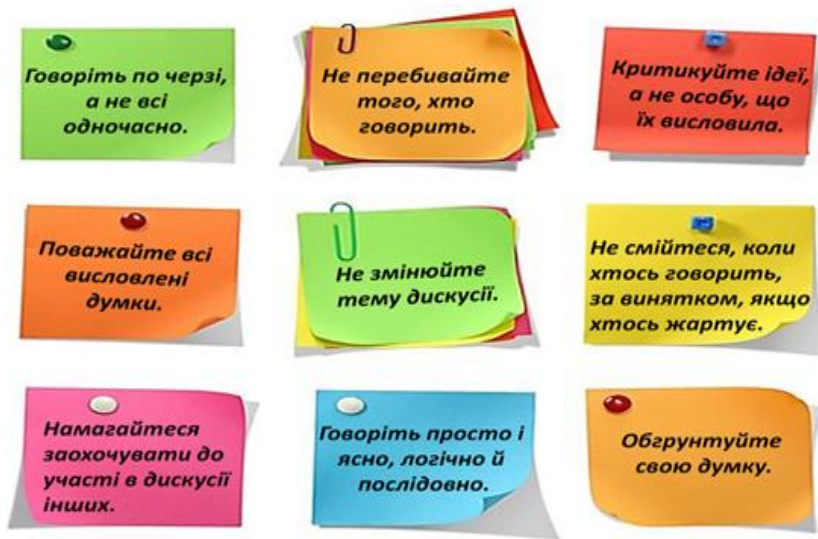 Говоріть по черзі,
а не всі
одночасно.
Не перебивайте
того, хто
говорить.
Критикуйте ідеї,
а не особу, що
їх висловила.
Поважайте всі
висловлені
думки.
Не змінюйте
тему дискусії.
Не смійтеся, коли
хтось говорить,
за винятком, якщо
хтось жартує.
Намагайтеся
заохочувати до
участі в дискусії
інших.
Говоріть просто і
ясно, логічно й
послідовно.
Обгрунтуйте
свою думку.